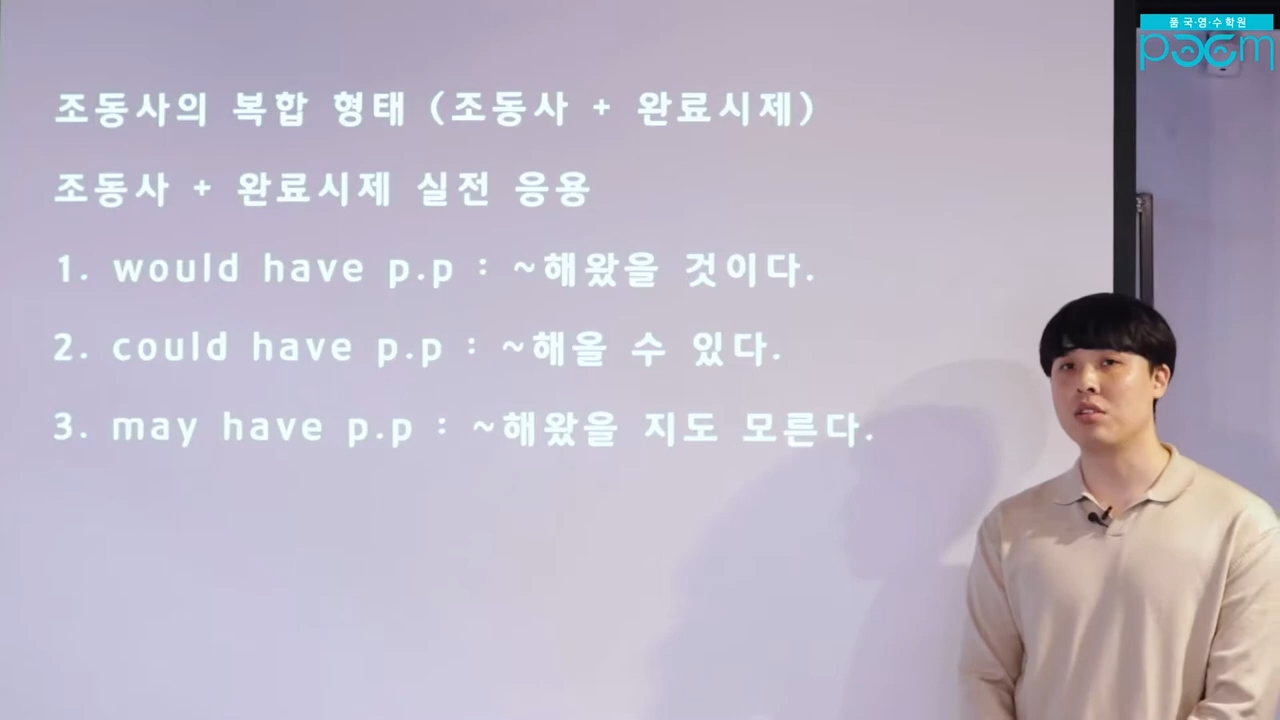 품 국·영·수학원
poem
조동사의 복합 형태 (조동사 + 완료시제)
조동사 + 완료시제 실전 응용
1. would have p.p : ~해왔을 것이다.
2. could have p.p : ~해올 수 있다.
3. may have p.p : ~해왔을 지도 모른다.